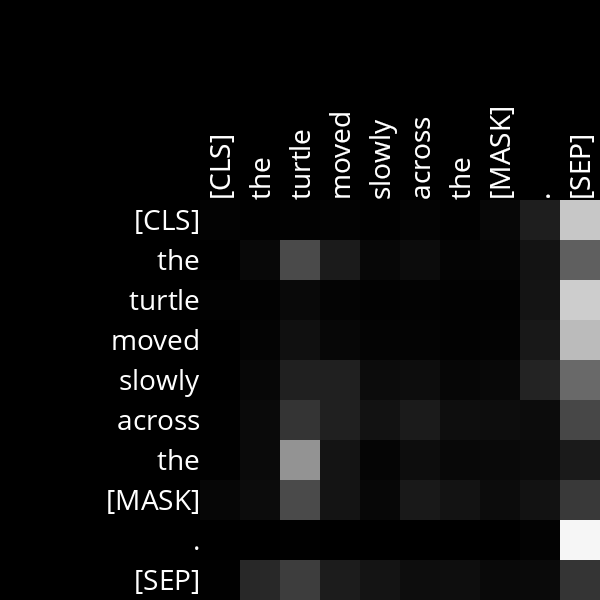 [CLS]
the
turtle
moved
slowly
across
the
[MASK]
.
[SEP]
[CLS]
the
turtle
moved
slowly
across
the
[MASK]
.
[SEP]